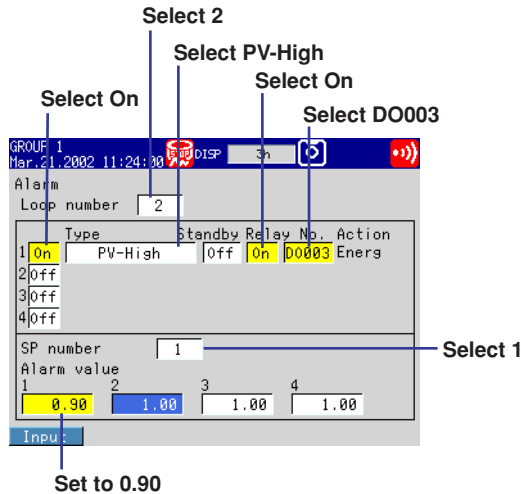 Select 2
Select PV-High
Select On
Select On
Select DO003
GROUP 1
Mar.21.2002 11:24:00 STOP DISP 3h
Alarm
Loop number 2
Type Standby Relay No. Action
1 On PV-High Off On DO003 Energ
2 Off
3 Off
4 Off
SP number 1
Select 1
Alarm value
1 2 3 4
0.90 1.00 1.00 1.00
Input
Set to 0.90